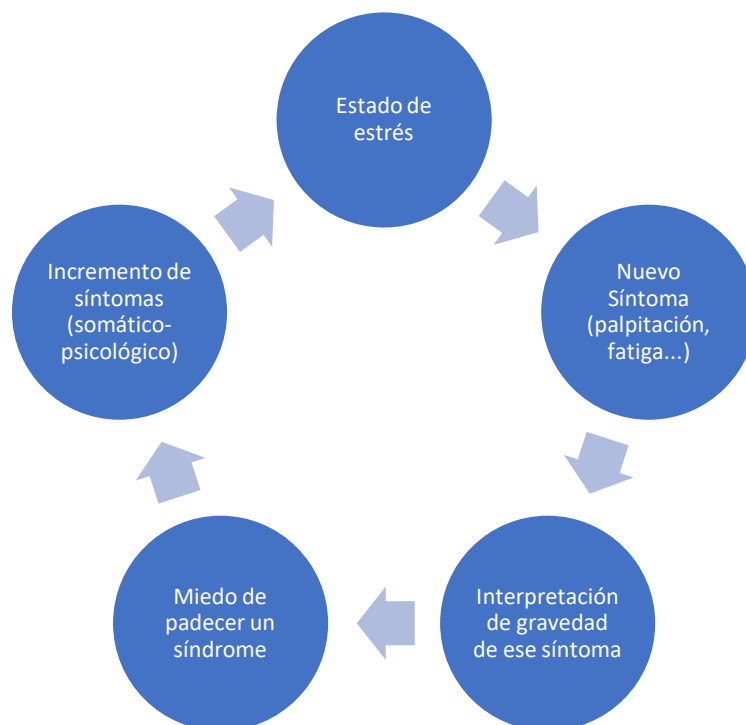 Estado de
estrés
Nuevo
Síntoma
(palpitación,
fatiga...)
Interpretación
de gravedad
de ese síntoma
Miedo de
padecer un
síndrome
Incremento de
síntomas
(somático-
psicológico)